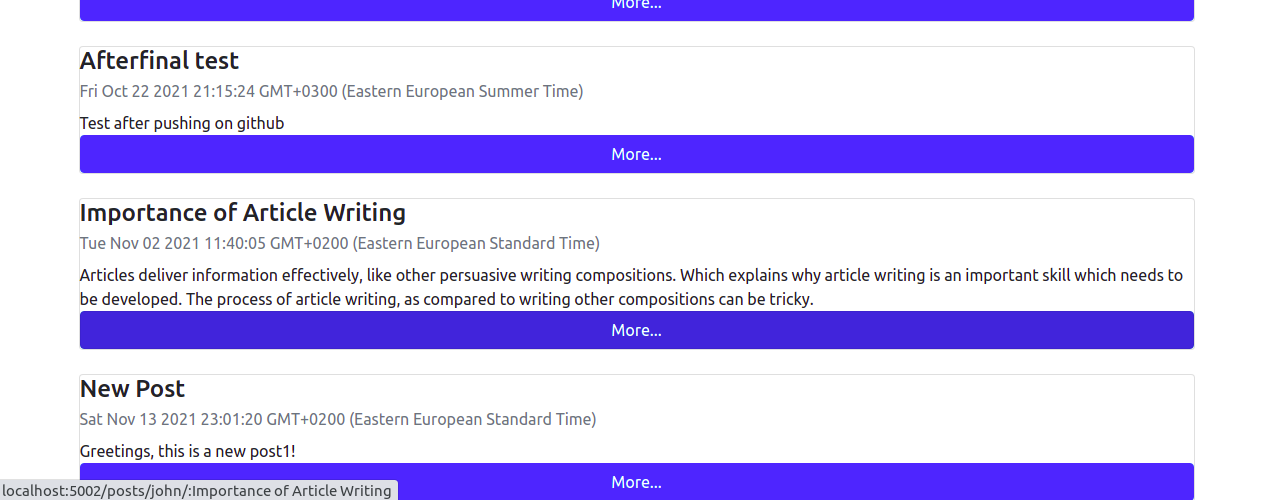 More...
Afterfinal test
Fri Oct 22 2021 21:15:24 GMT+0300 (Eastern European Summer Time)
Test after pushing on github
More...
Importance of Article Writing
Tue Nov 02 2021 11:40:05 GMT+0200 (Eastern European Standard Time)
Articles deliver information effectively, like other persuasive writing compositions. Which explains why article writing is an important skill which needs to
be developed. The process of article writing, as compared to writing other compositions can be tricky.
More...
New Post
Sat Nov 13 2021 23:01:20 GMT+0200 (Eastern European Standard Time)
Greetings, this is a new post1!
More...
localhost:5002/posts/john/:Importance of Article Writing